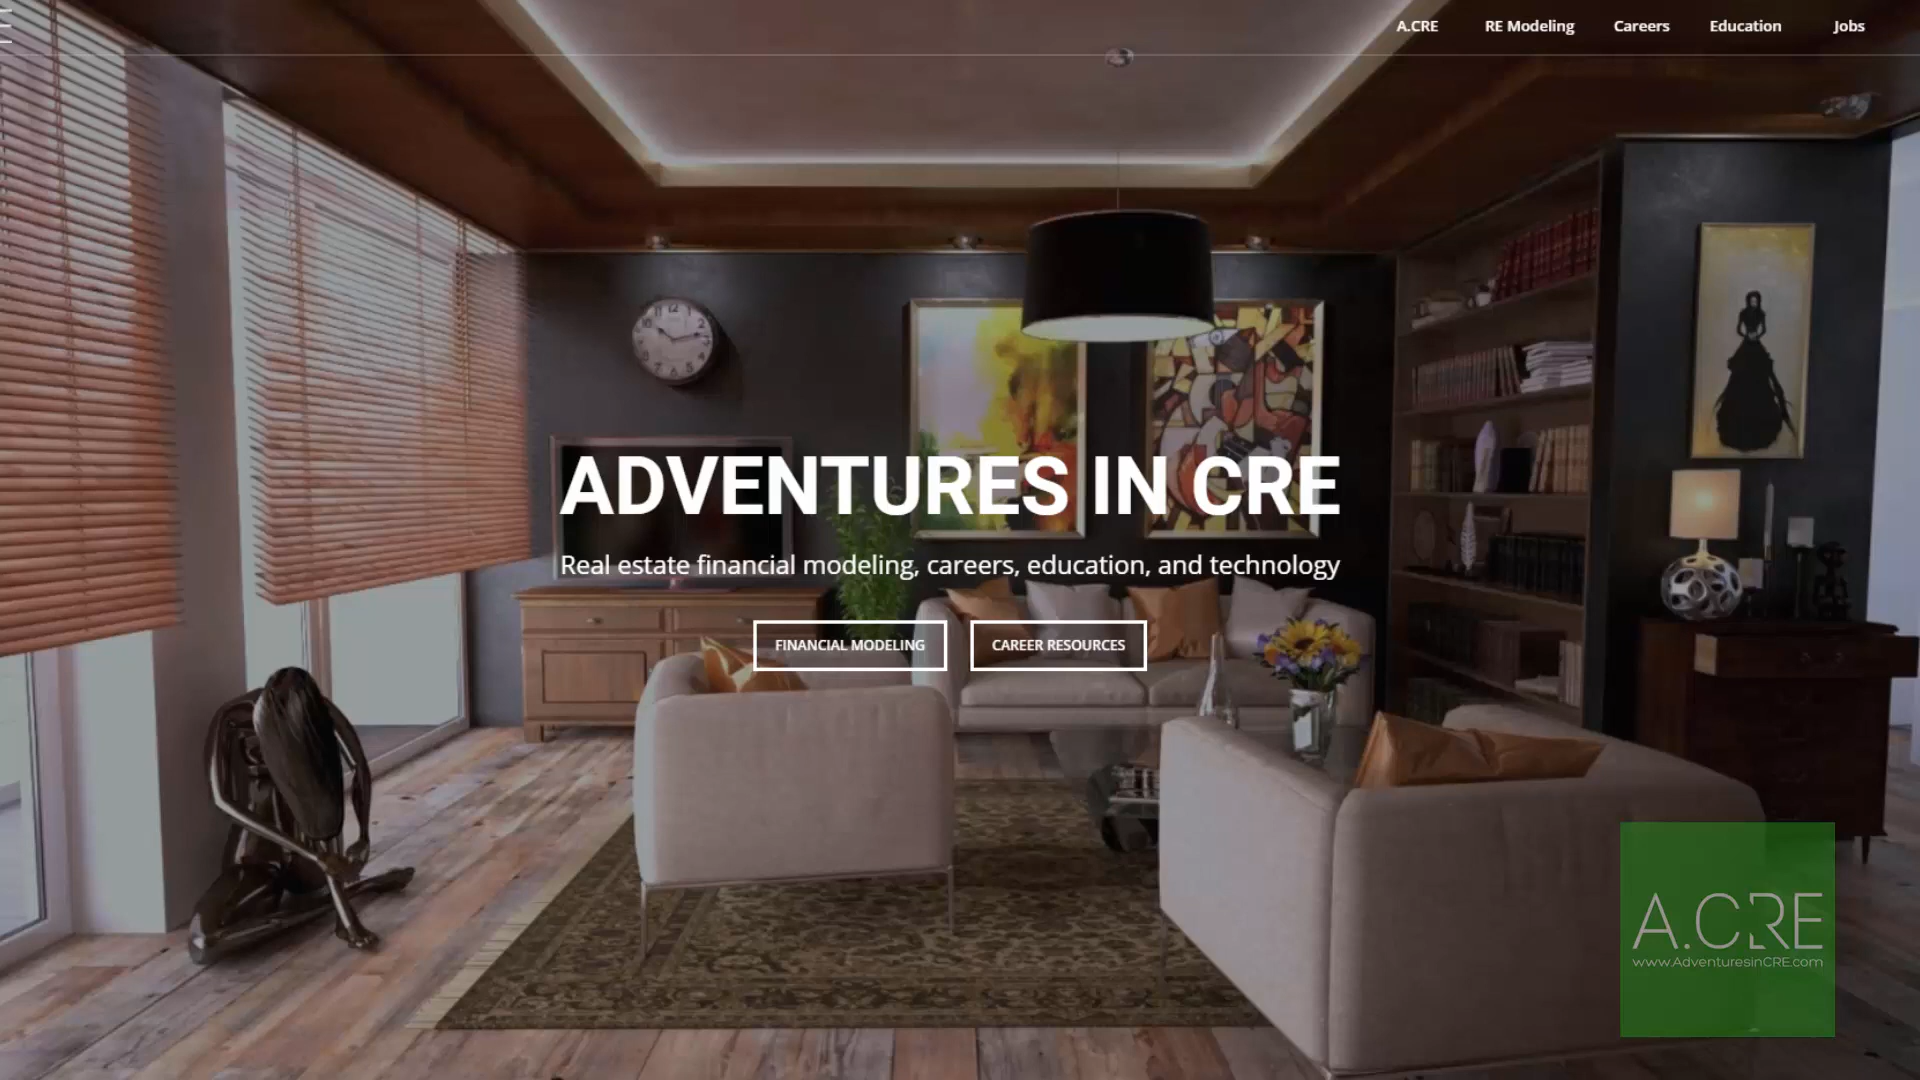 A.CRE RE Modeling Careers Education Jobs
ADVENTURES IN CRE
Real estate financial modeling, careers, education, and technology
FINANCIAL MODELING CAREER RESOURCES
A.CRE
www.AdventuresinCRE.com